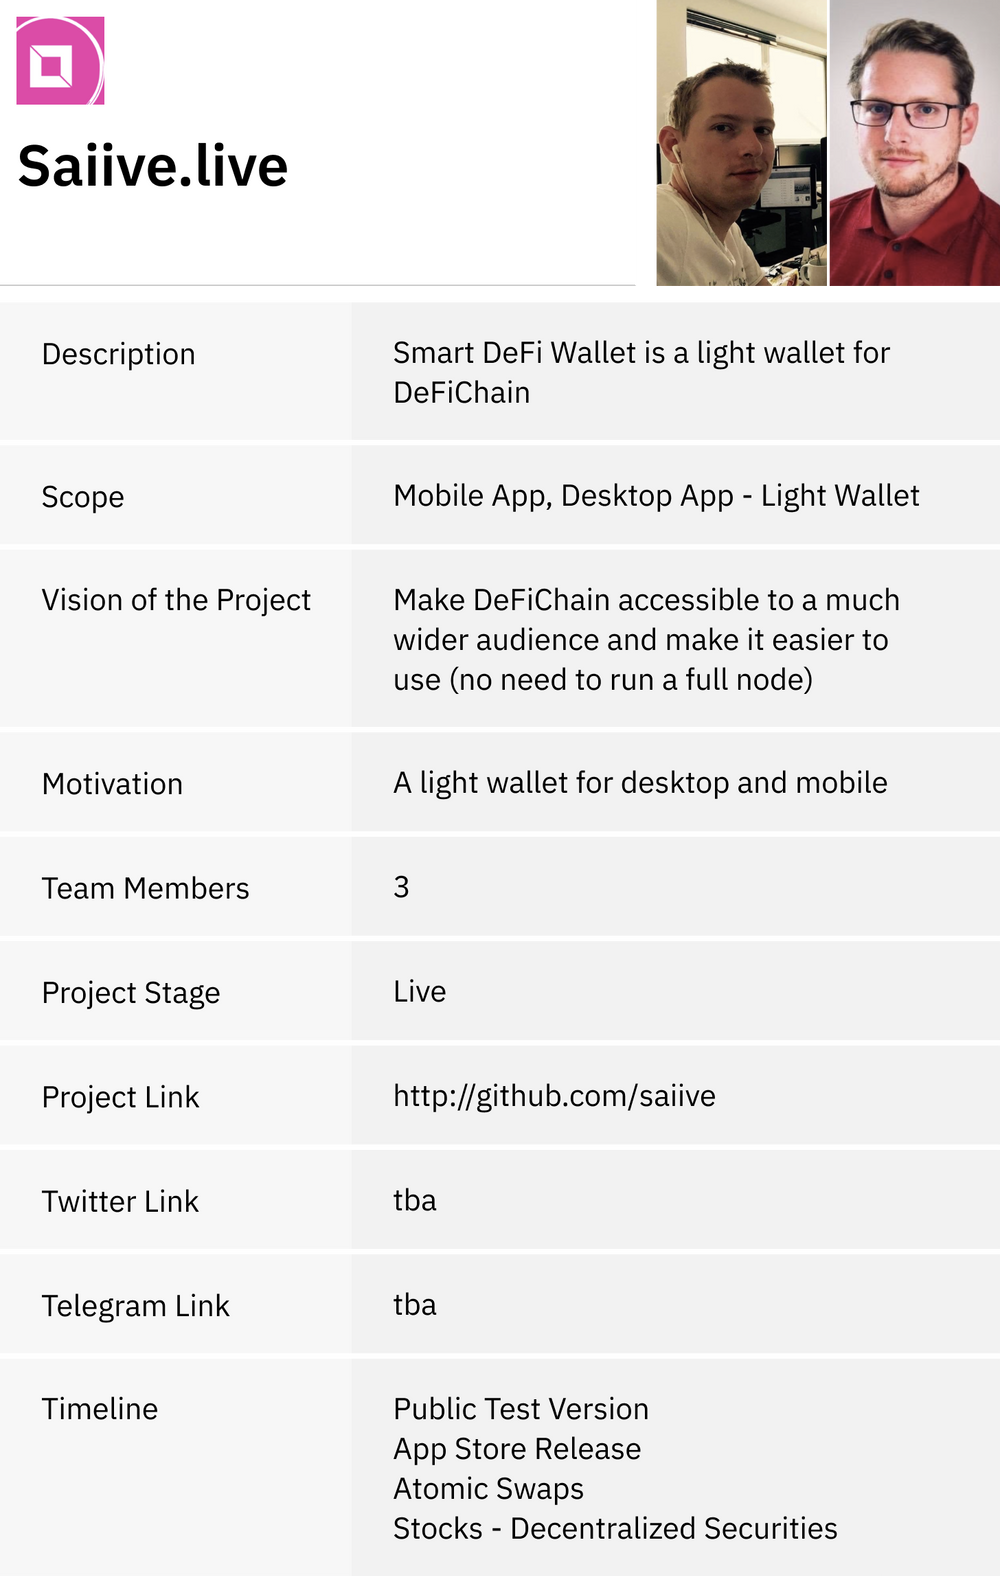 Saiive.live
Description
Smart DeFi Wallet is a light wallet for
DeFiChain
Scope
Mobile App, Desktop App - Light Wallet
Vision of the Project
Make DeFiChain accessible to a much
wider audience and make it easier to
use (no need to run a full node)
Motivation
A light wallet for desktop and mobile
Team Members
3
Project Stage
Live
Project Link
http://github.com/saiive
Twitter Link
tba
Telegram Link
tba
Timeline
Public Test Version
App Store Release
Atomic Swaps
Stocks - Decentralized Securities